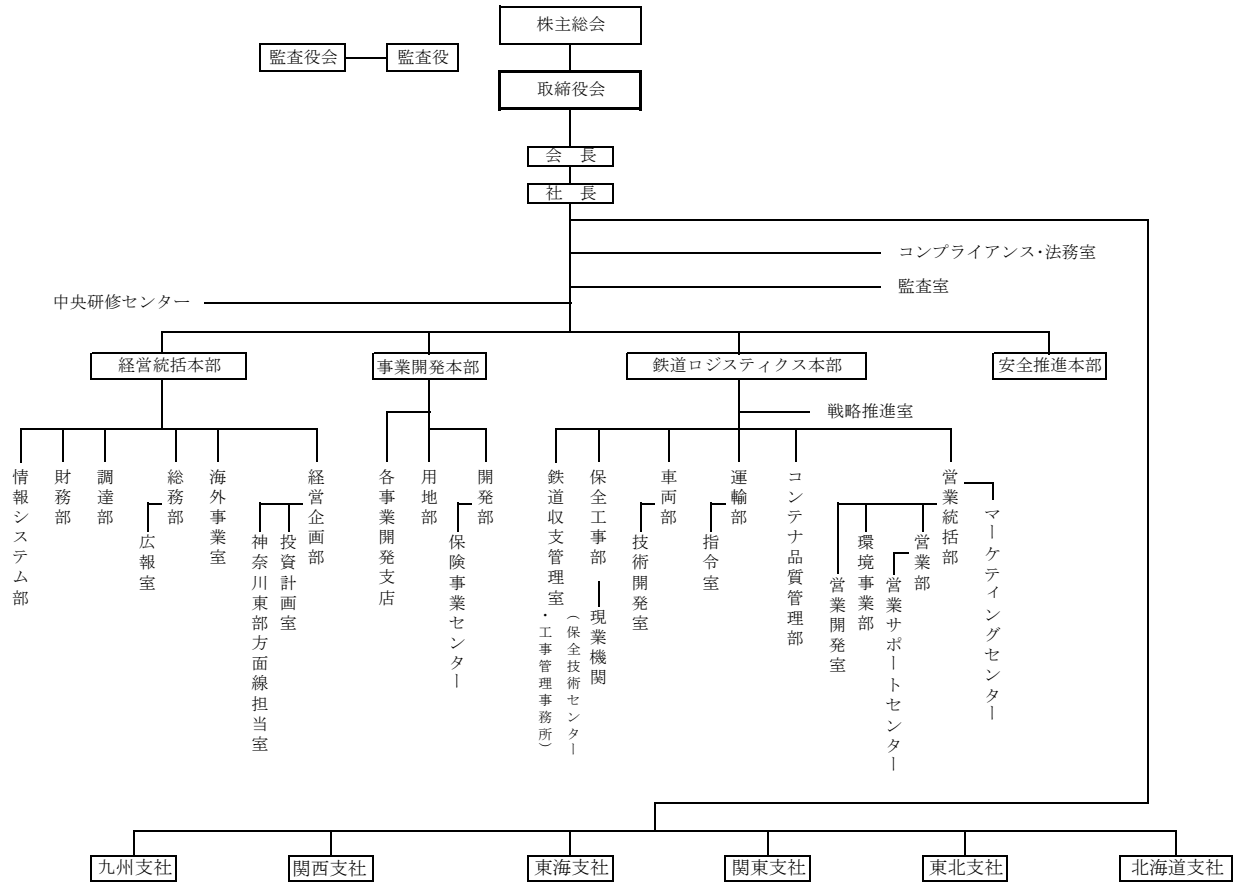 株主総会
監査役会
監査役
取締役会
会　長
社　長
コンプライアンス・法務室
監査室
中央研修センター
経営統括本部
事業開発本部
鉄道ロジスティクス本部
安全推進本部
戦略推進室
情報システム部
財務部
調達部
総務部
広報室
海外事業室
経営企画部
投資計画室
神奈川東部方面線担当室
各事業開発支店
用地部
開発部
保険事業センター
鉄道収支管理室
保全工事部
現業機関
（保全技術センター
・工事管理事務所）
車両部
技術開発室
運輸部
指令室
コンテナ品質管理部
営業統括部
マーケティングセンター
営業部
営業サポートセンター
環境事業部
営業開発室
九州支社
関西支社
東海支社
関東支社
東北支社
北海道支社